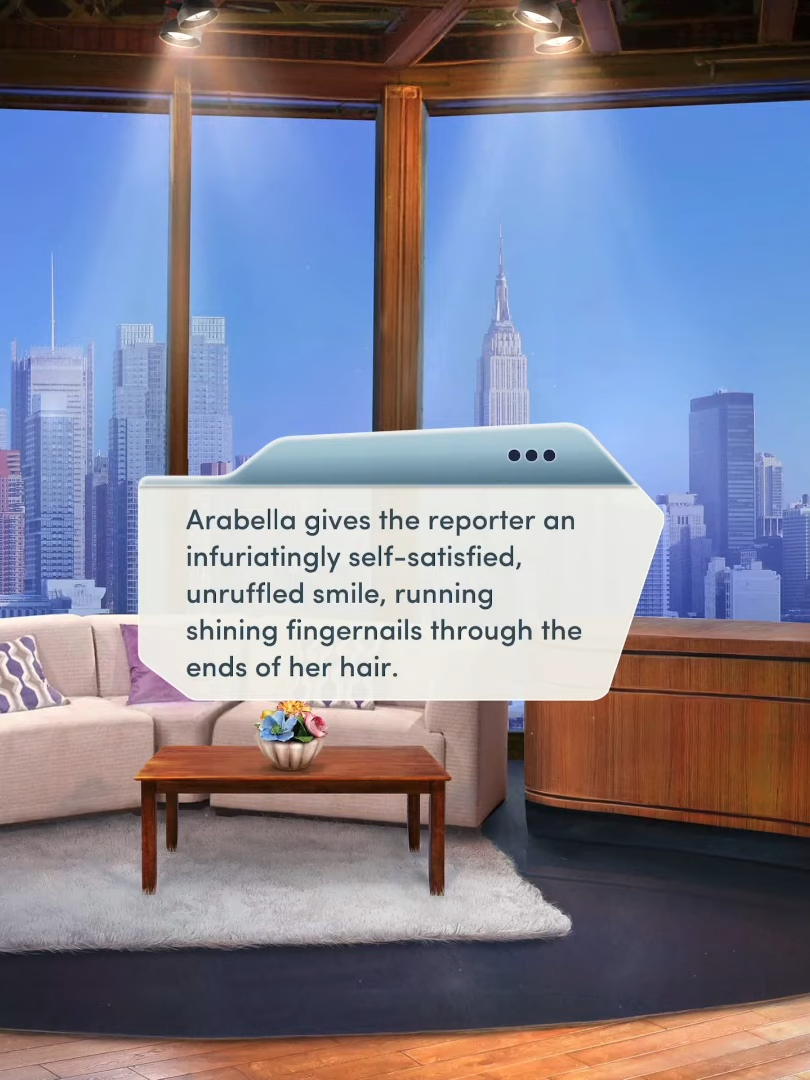 Arabella gives the reporter an
infuriatingly self-satisfied,
unruffled smile, running
shining fingernails through the
ends of her hair.